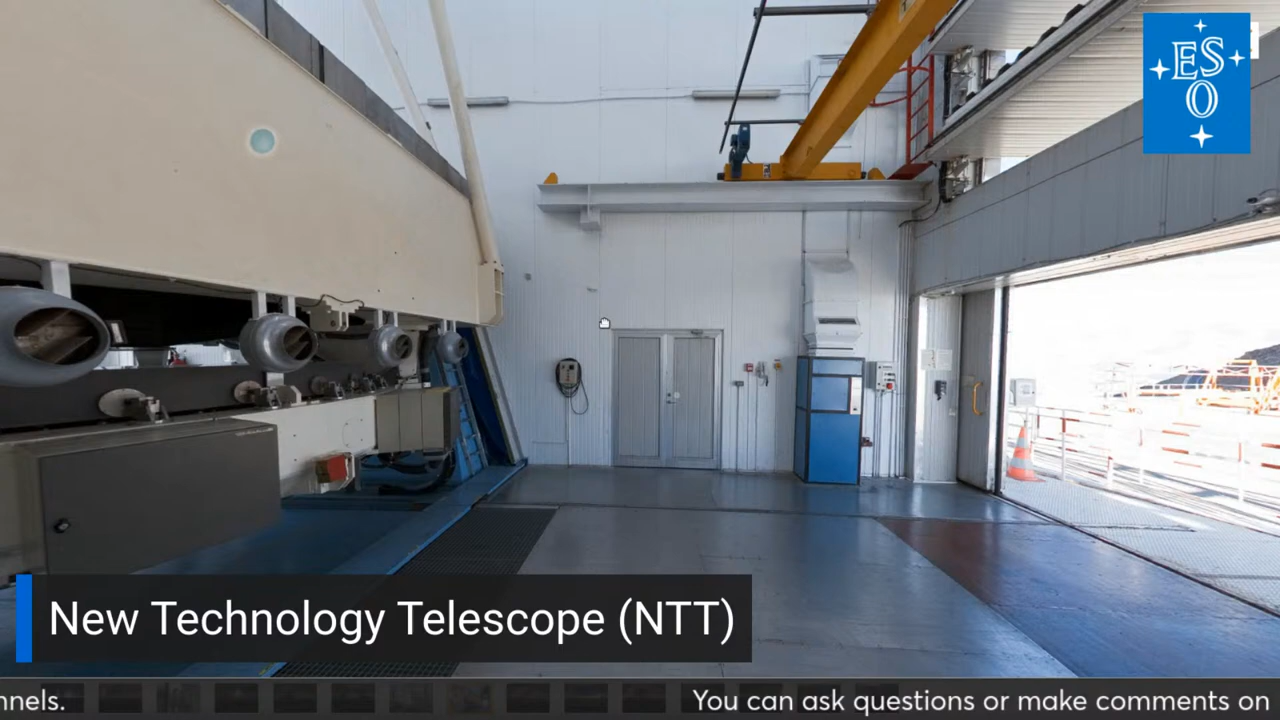 ESO
New Technology Telescope (NTT)
nnels.
You can ask questions or make comments on